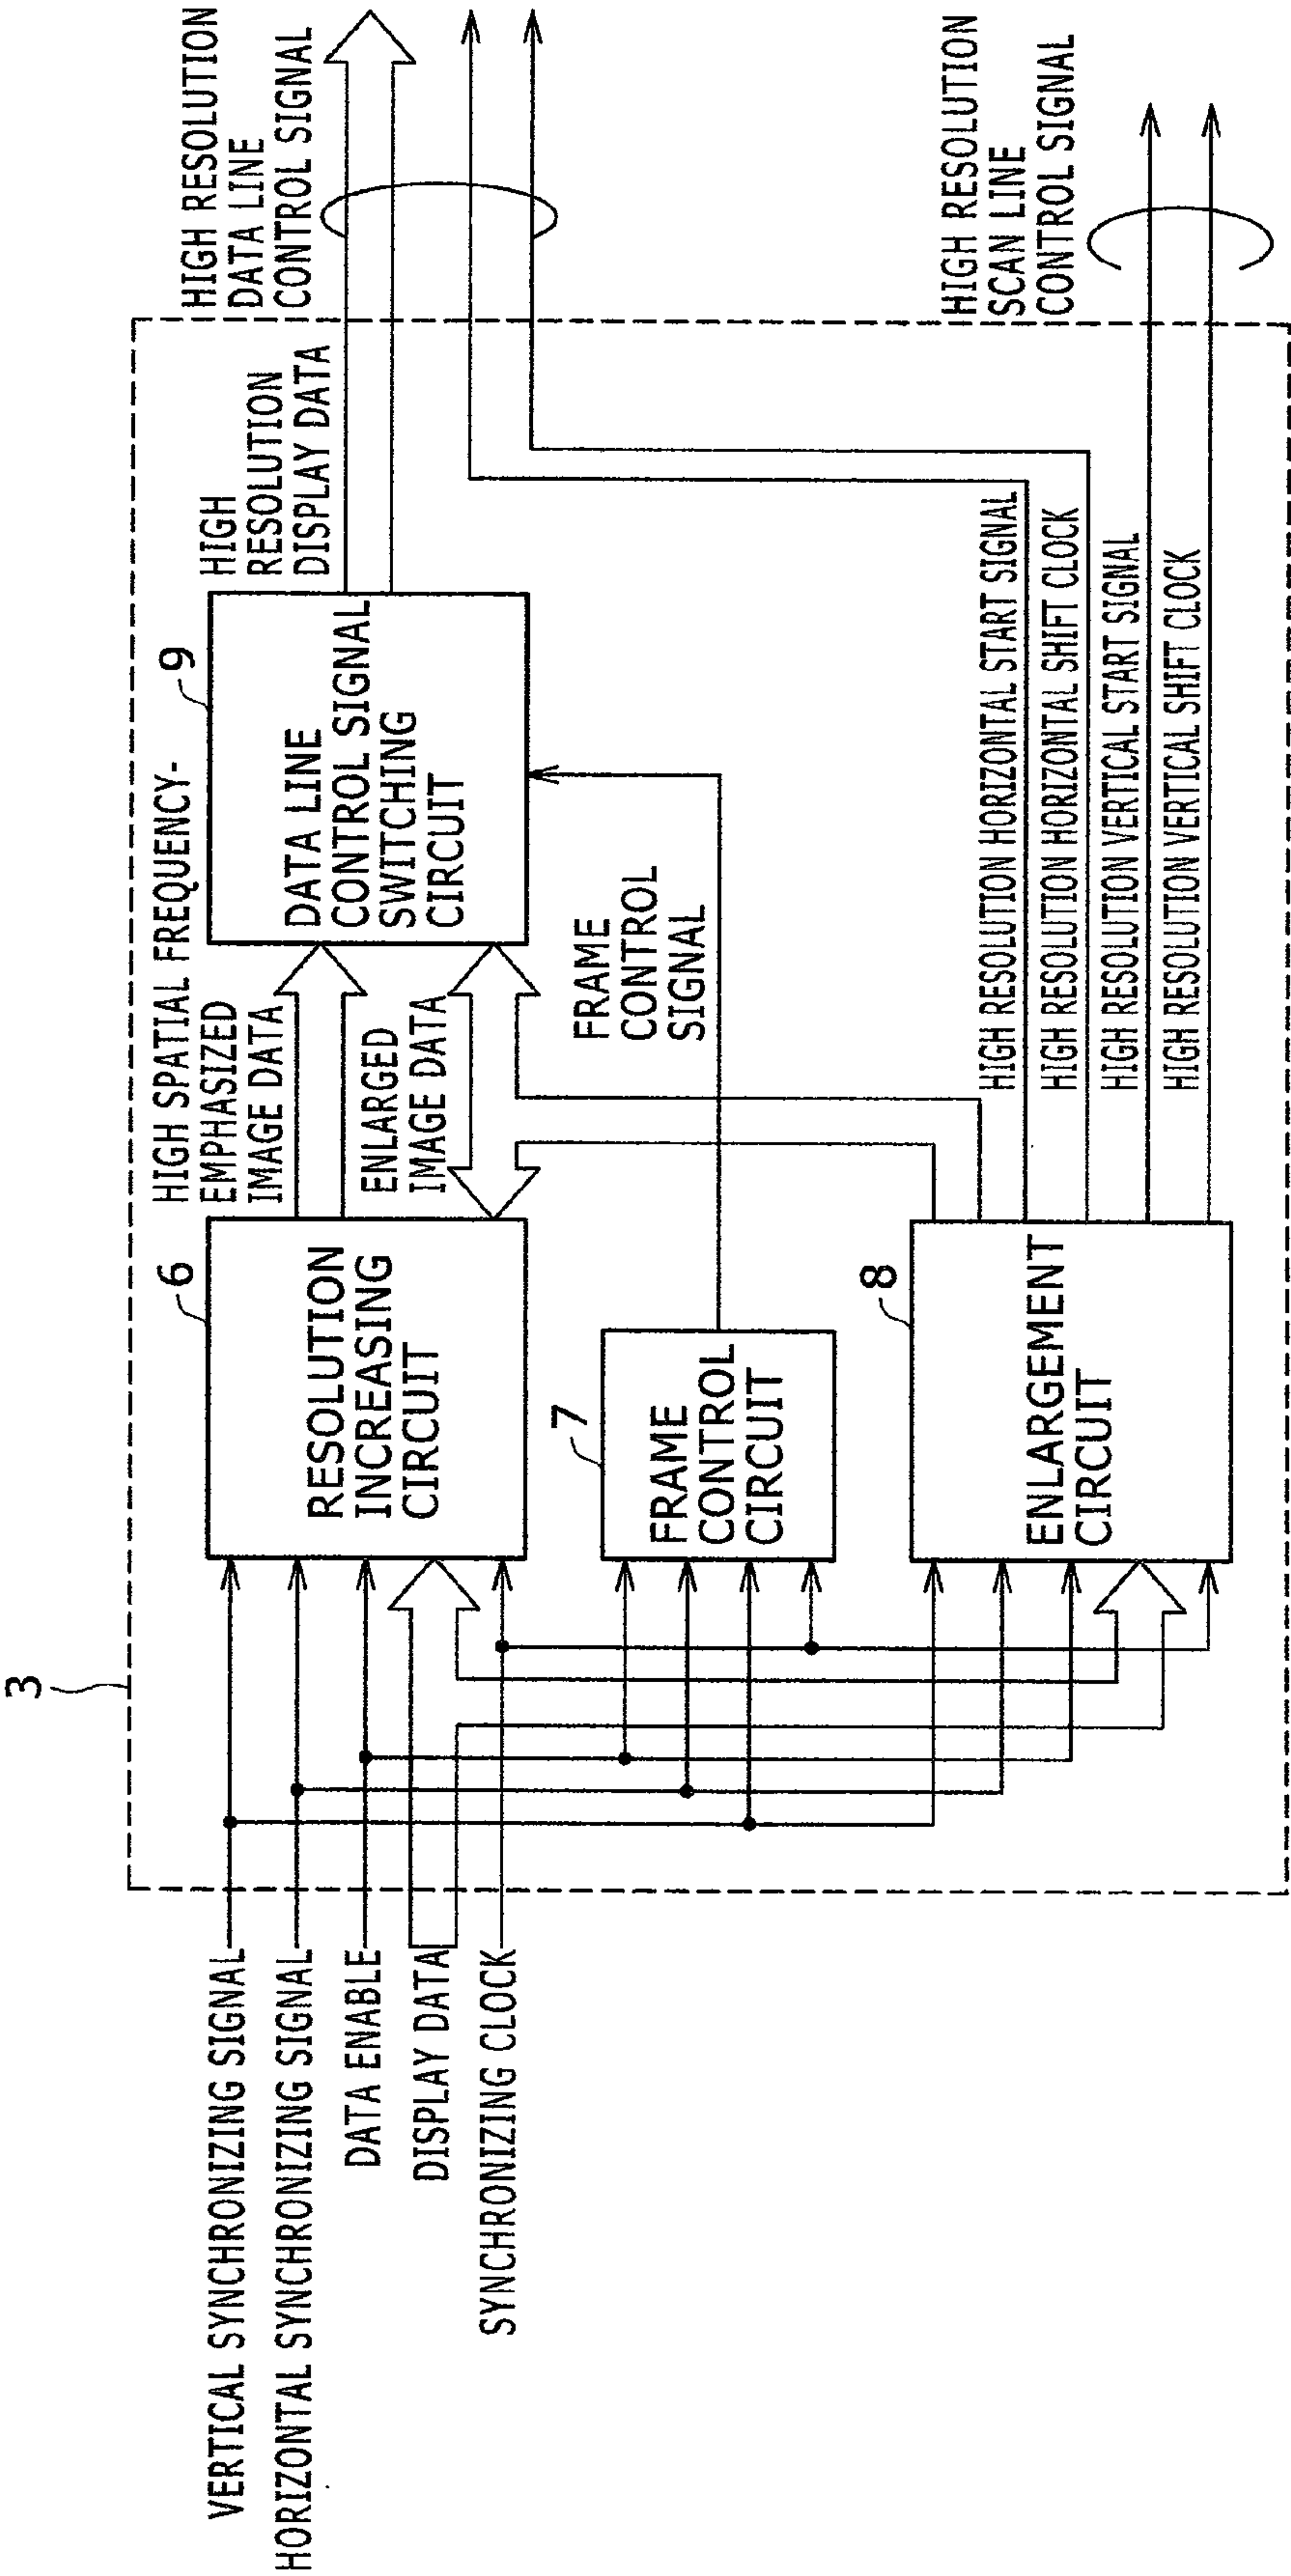 3
VERTICAL SYNCHRONIZING SIGNAL
HORIZONTAL SYNCHRONIZING SIGNAL
DATA ENABLE
DISPLAY DATA
SYNCHRONIZING CLOCK
6
RESOLUTION
INCREASING
CIRCUIT
7
FRAME
CONTROL
CIRCUIT
8
ENLARGEMENT
CIRCUIT
HIGH SPATIAL FREQUENCY-
EMPHASIZED
IMAGE DATA
ENLARGED
IMAGE DATA
FRAME
CONTROL
SIGNAL
9
DATA LINE
CONTROL SIGNAL
SWITCHING
CIRCUIT
HIGH
RESOLUTION
DISPLAY DATA
HIGH RESOLUTION HORIZONTAL START SIGNAL
HIGH RESOLUTION HORIZONTAL SHIFT CLOCK
HIGH RESOLUTION VERTICAL START SIGNAL
HIGH RESOLUTION VERTICAL SHIFT CLOCK
HIGH RESOLUTION
DATA LINE
CONTROL SIGNAL
HIGH RESOLUTION
SCAN LINE
CONTROL SIGNAL